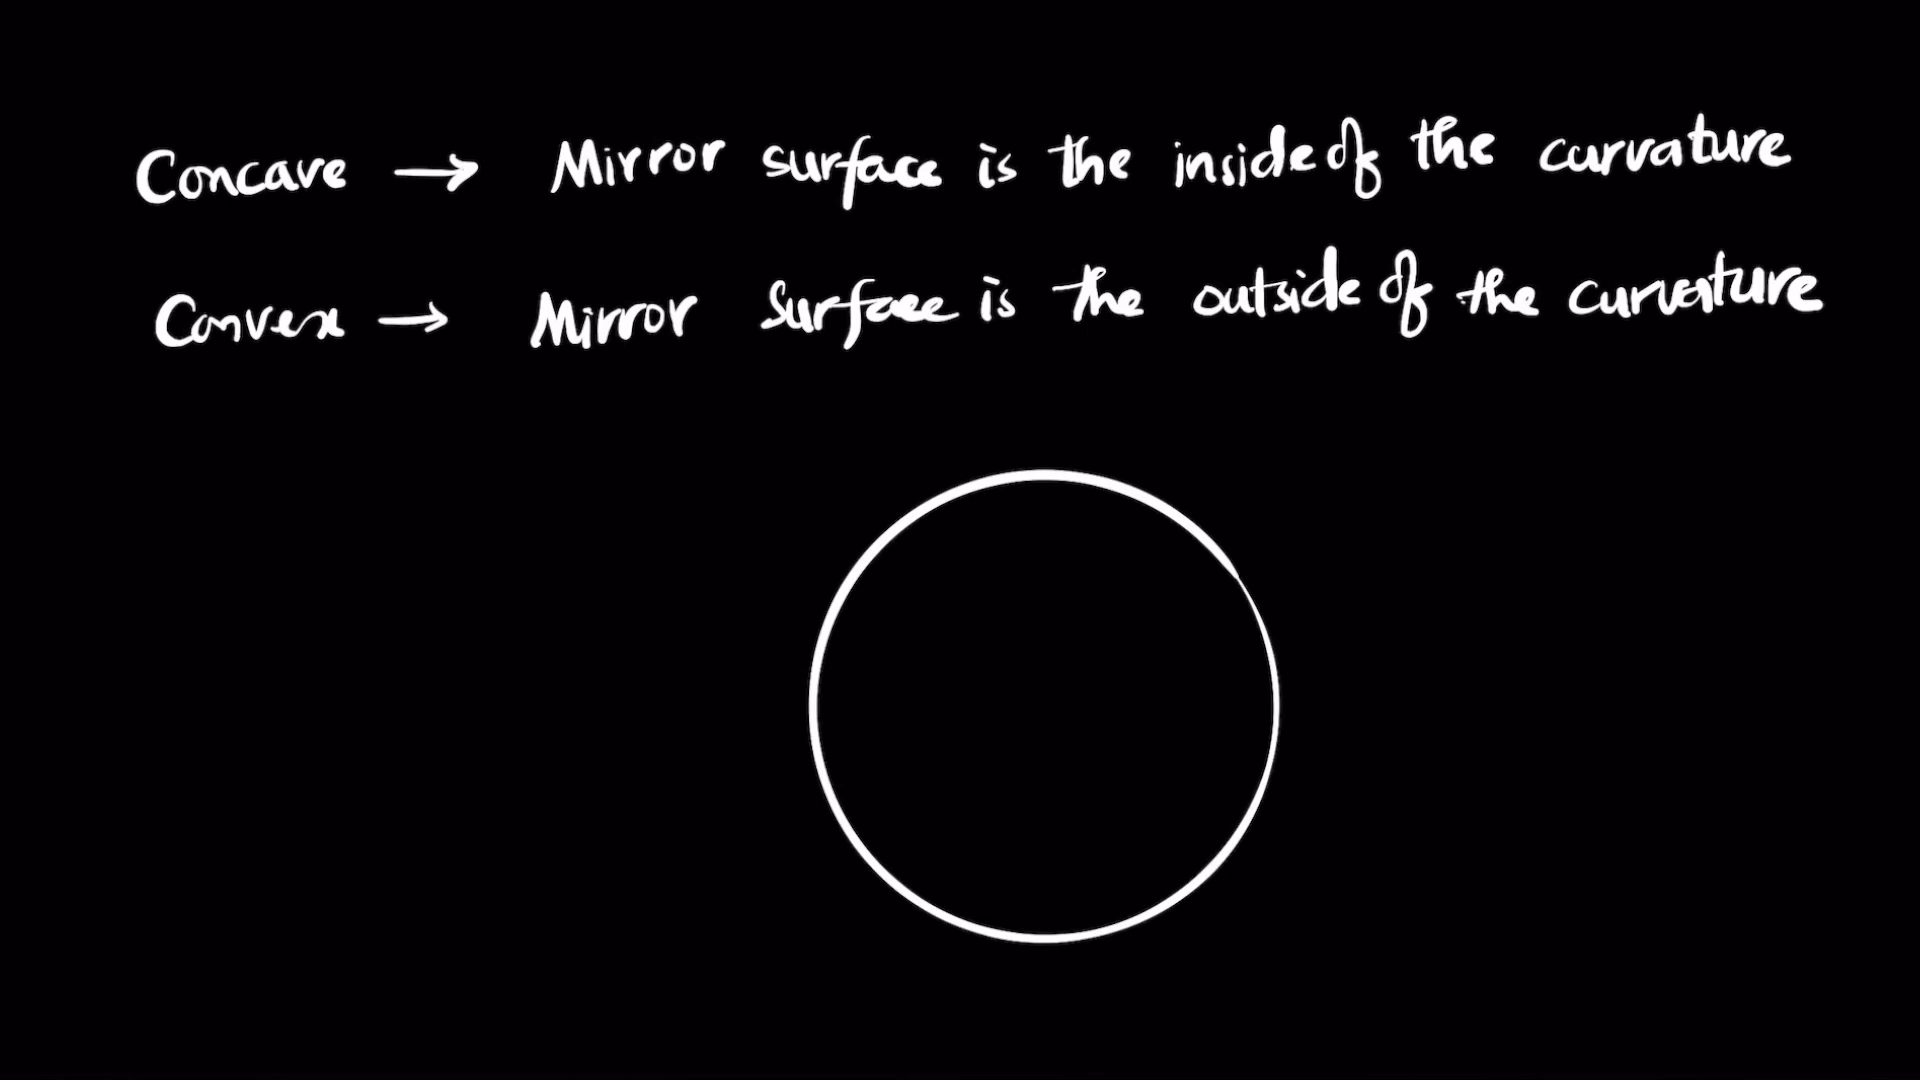 Concave → Mirror surface is the inside of the curvature
Convex → Mirror surface is the outside of the curvature